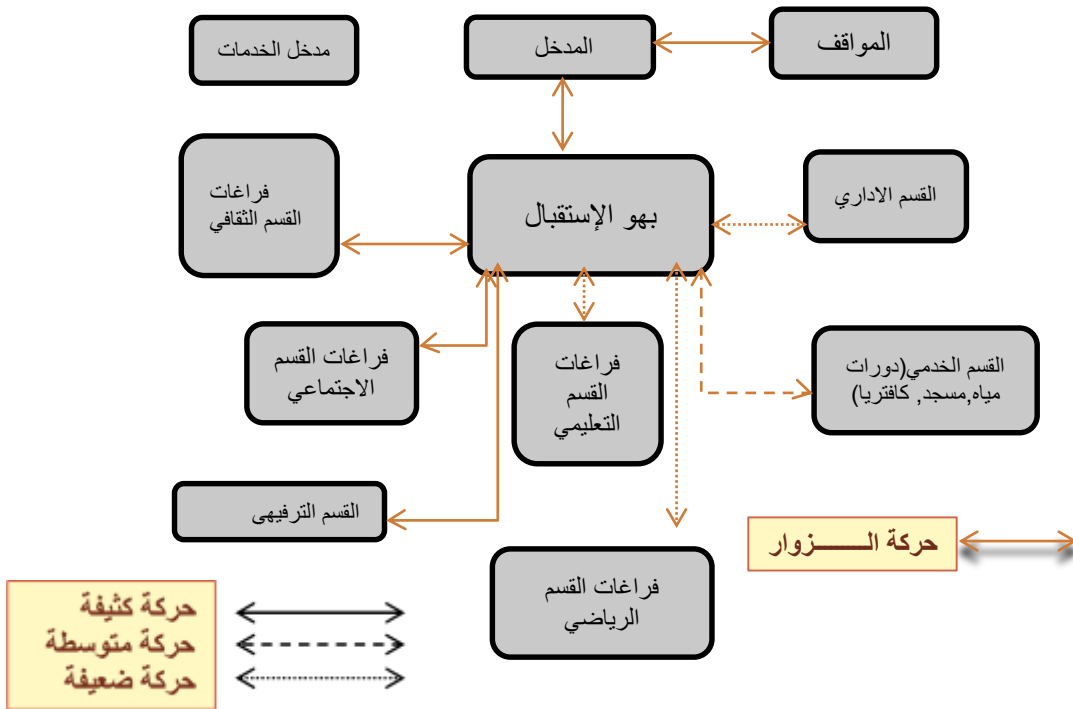 المواقف
المدخل
مدخل الخدمات
القسم الاداري
بهو الإستقبال
فراغات
القسم الثقافي
القسم الخدمي(دورات
مياه,مسجد, كافتريا)
فراغات
القسم
التعليمي
فراغات القسم
الاجتماعي
القسم الترفيهى
حركة الـــــــزوار
فراغات القسم
الرياضي
حركة كثيفة
حركة متوسطة
حركة ضعيفة